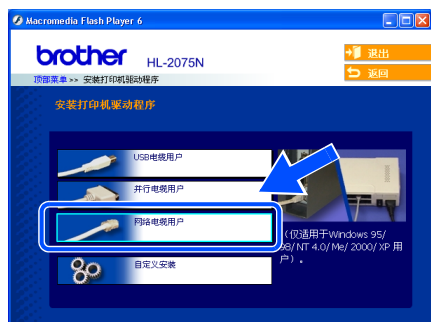 Macromedia Flash Player 6
brother HL-2075N
退出
返回
顶部菜单 >> 安装打印机驱动程序
安装打印机驱动程序
USB电缆用户
并行电缆用户
网络电缆用户
自定义安装
（仅适用于Windows 95/
98/ NT 4.0/ Me/ 2000/ XP 用
户）。